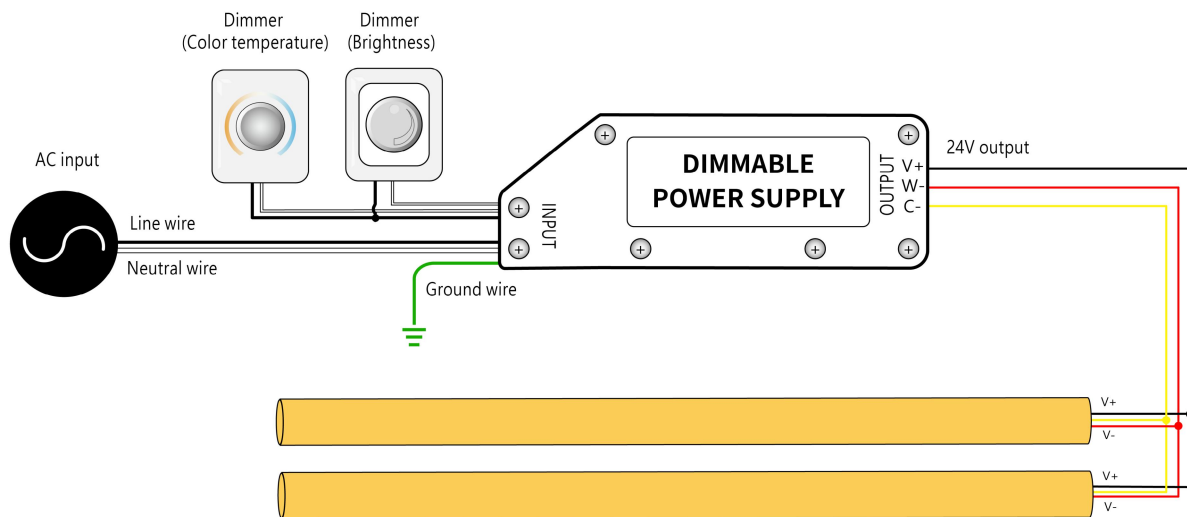 Dimmer
(Color temperature)
Dimmer
(Brightness)
AC input
Line wire
Neutral wire
Ground wire
INPUT
DIMMABLE
POWER SUPPLY
OUTPUT
V+
W-
C-
24V output
V+
V-
V+
V-